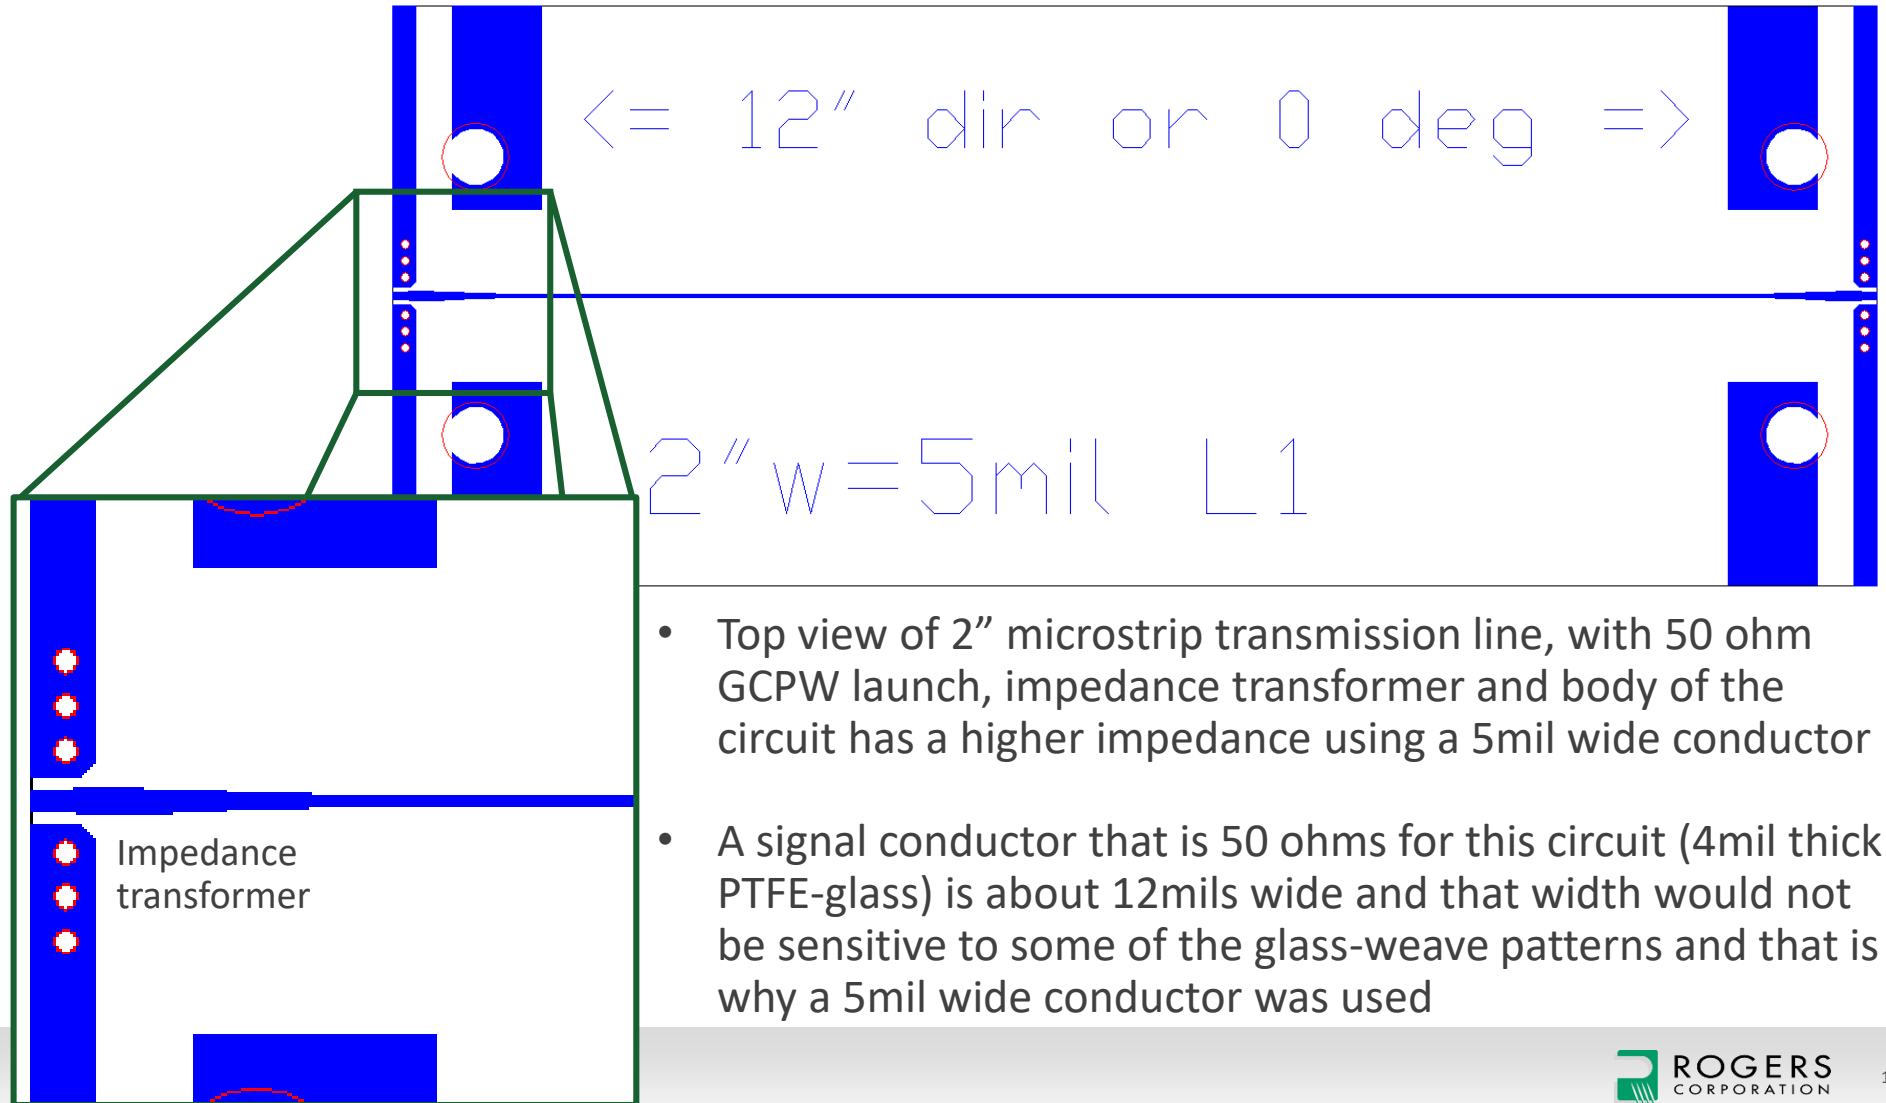 <= 12" dir or 0 deg =>
2" w=5mil L1
Impedance
transformer
• Top view of 2” microstrip transmission line, with 50 ohm
GCPW launch, impedance transformer and body of the
circuit has a higher impedance using a 5mil wide conductor
• A signal conductor that is 50 ohms for this circuit (4mil thick
PTFE-glass) is about 12mils wide and that width would not
be sensitive to some of the glass-weave patterns and that is
why a 5mil wide conductor was used
ROGERS
CORPORATION